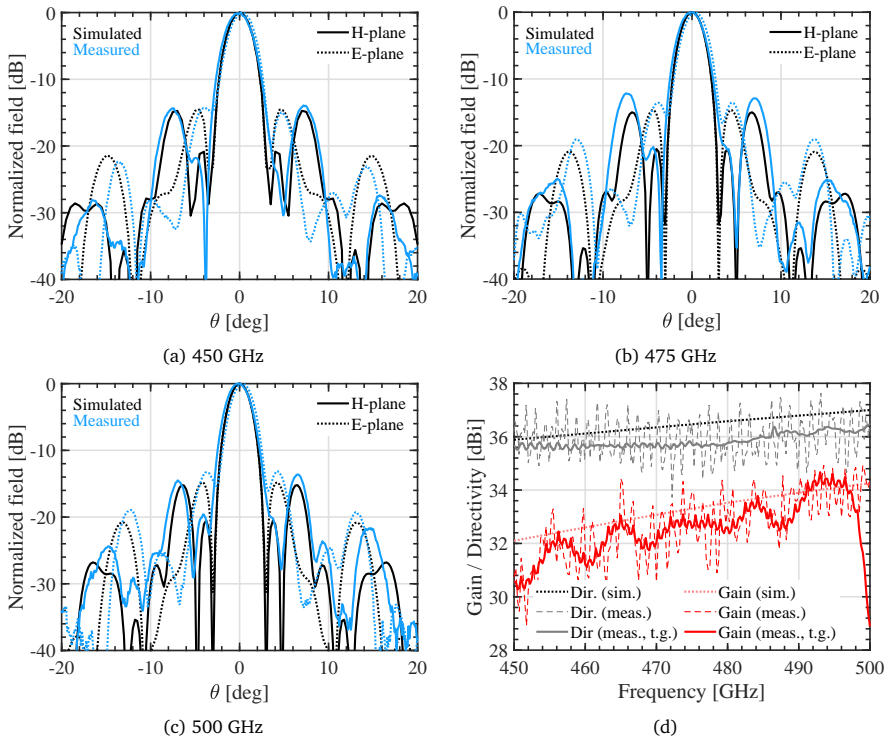 Simulated
Measured
H-plane
E-plane
Normalized field [dB]
0
-10
-20
-30
-40
-20 -10 0 10 20
θ [deg]
(a) 450 GHz
Simulated
Measured
H-plane
E-plane
Normalized field [dB]
0
-10
-20
-30
-40
-20 -10 0 10 20
θ [deg]
(b) 475 GHz
Simulated
Measured
H-plane
E-plane
Normalized field [dB]
0
-10
-20
-30
-40
-20 -10 0 10 20
θ [deg]
(c) 500 GHz
Gain / Directivity [dBi]
38
36
34
32
30
28
Dir. (sim.) Gain (sim.)
Dir. (meas.) Gain (meas.)
Dir (meas., t.g.) Gain (meas., t.g.)
450 460 470 480 490 500
Frequency [GHz]
(d)